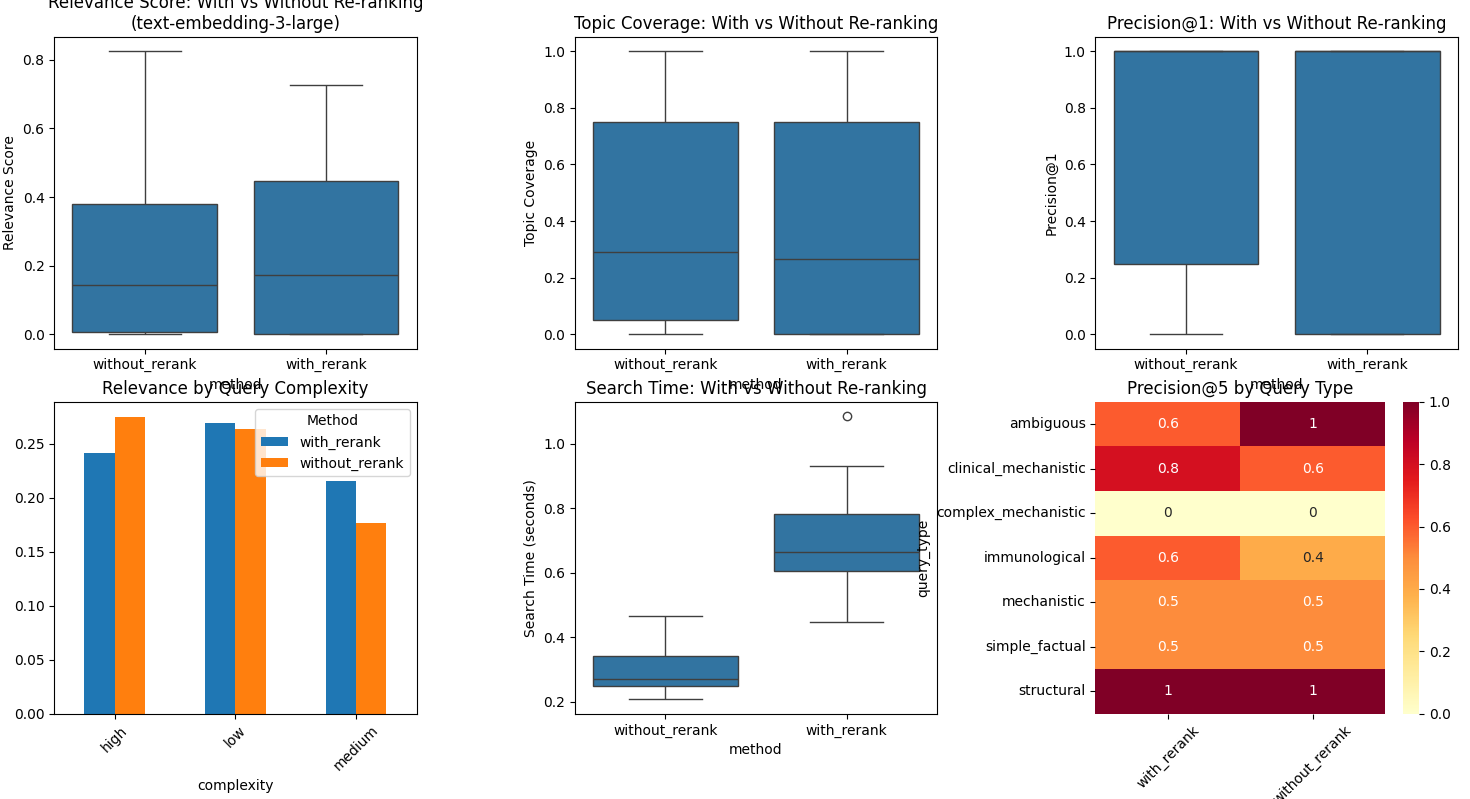 Relevance Score: With vs Without Re-ranking
(text-embedding-3-large)
Relevance Score
0.8
0.6
0.4
0.2
0.0
without_rerank
with_rerank
method
Topic Coverage: With vs Without Re-ranking
Topic Coverage
1.0
0.8
0.6
0.4
0.2
0.0
without_rerank
with_rerank
method
Precision@1: With vs Without Re-ranking
Precision@1
1.0
0.8
0.6
0.4
0.2
0.0
without_rerank
with_rerank
method
Relevance by Query Complexity
0.25
0.20
0.15
0.10
0.05
0.00
Method
with_rerank
without_rerank
high
low
medium
complexity
Search Time: With vs Without Re-ranking
Search Time (seconds)
1.0
0.8
0.6
0.4
0.2
without_rerank
with_rerank
method
Precision@5 by Query Type
query_type
ambiguous
0.6
1
clinical_mechanistic
0.8
0.6
complex_mechanistic
0
0
immunological
0.6
0.4
mechanistic
0.5
0.5
simple_factual
0.5
0.5
structural
1
1
with_rerank
without_rerank
1.0
0.8
0.6
0.4
0.2
0.0